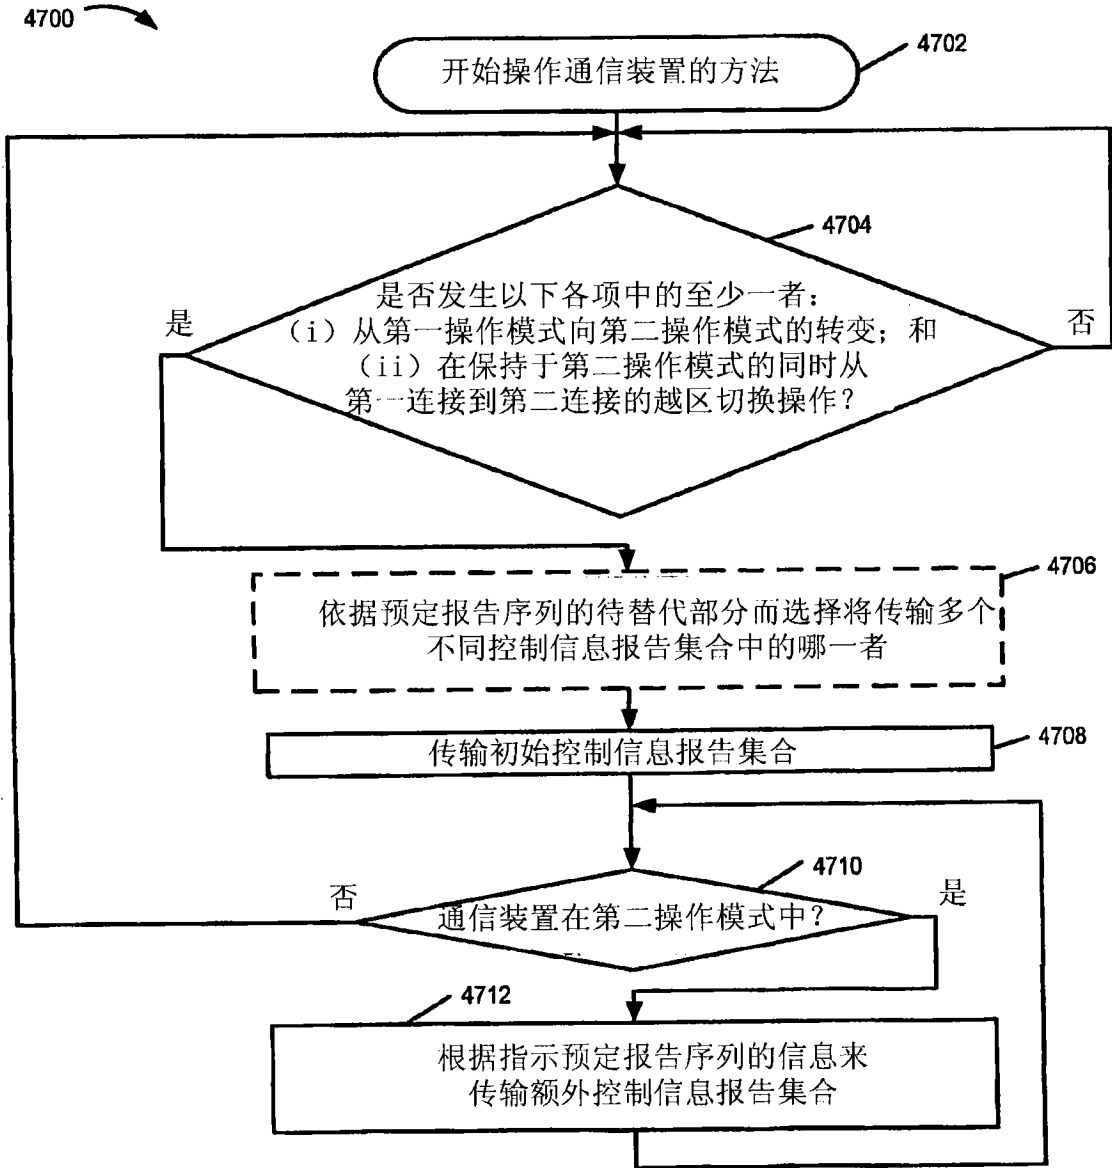 4700
4702
开始操作通信装置的方法
4704
是否发生以下各项中的至少一者：
（i）从第一操作模式向第二操作模式的转变；和
（ii）在保持于第二操作模式的同时从
第一连接到第二连接的越区切换操作？
是
否
4706
依据预定报告序列的待替代部分而选择将传输多个
不同控制信息报告集合中的哪一者
4708
传输初始控制信息报告集合
4710
否
是
通信装置在第二操作模式中？
4712
根据指示预定报告序列的信息来
传输额外控制信息报告集合